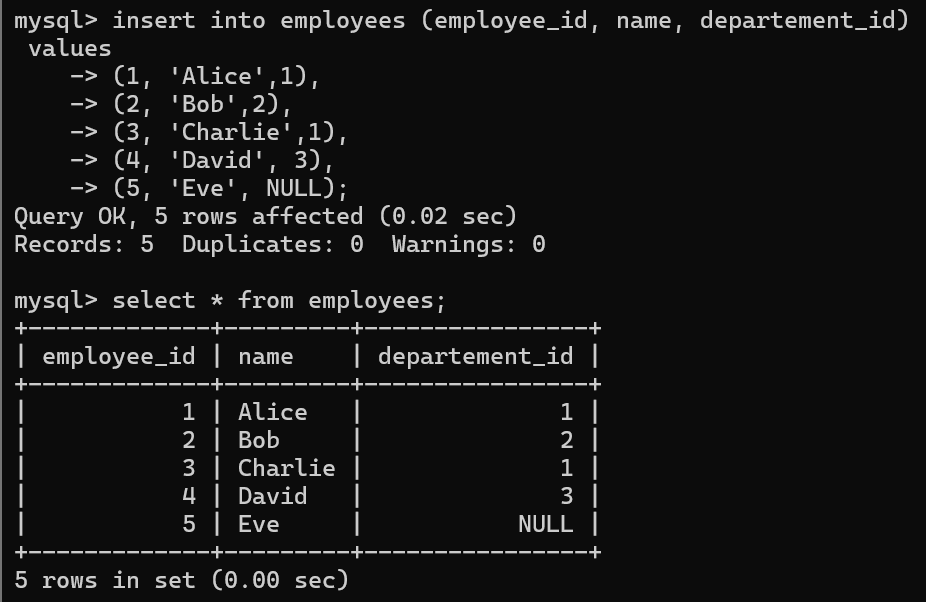 mysql> insert into employees (employee_id, name, departement_id)
 values
    -> (1, 'Alice',1),
    -> (2, 'Bob',2),
    -> (3, 'Charlie',1),
    -> (4, 'David', 3),
    -> (5, 'Eve', NULL);
Query OK, 5 rows affected (0.02 sec)
Records: 5  Duplicates: 0  Warnings: 0

mysql> select * from employees;
+-------------+---------+----------------+
| employee_id | name    | departement_id |
+-------------+---------+----------------+
|           1 | Alice   |              1 |
|           2 | Bob     |              2 |
|           3 | Charlie |              1 |
|           4 | David   |              3 |
|           5 | Eve     |           NULL |
+-------------+---------+----------------+
5 rows in set (0.00 sec)